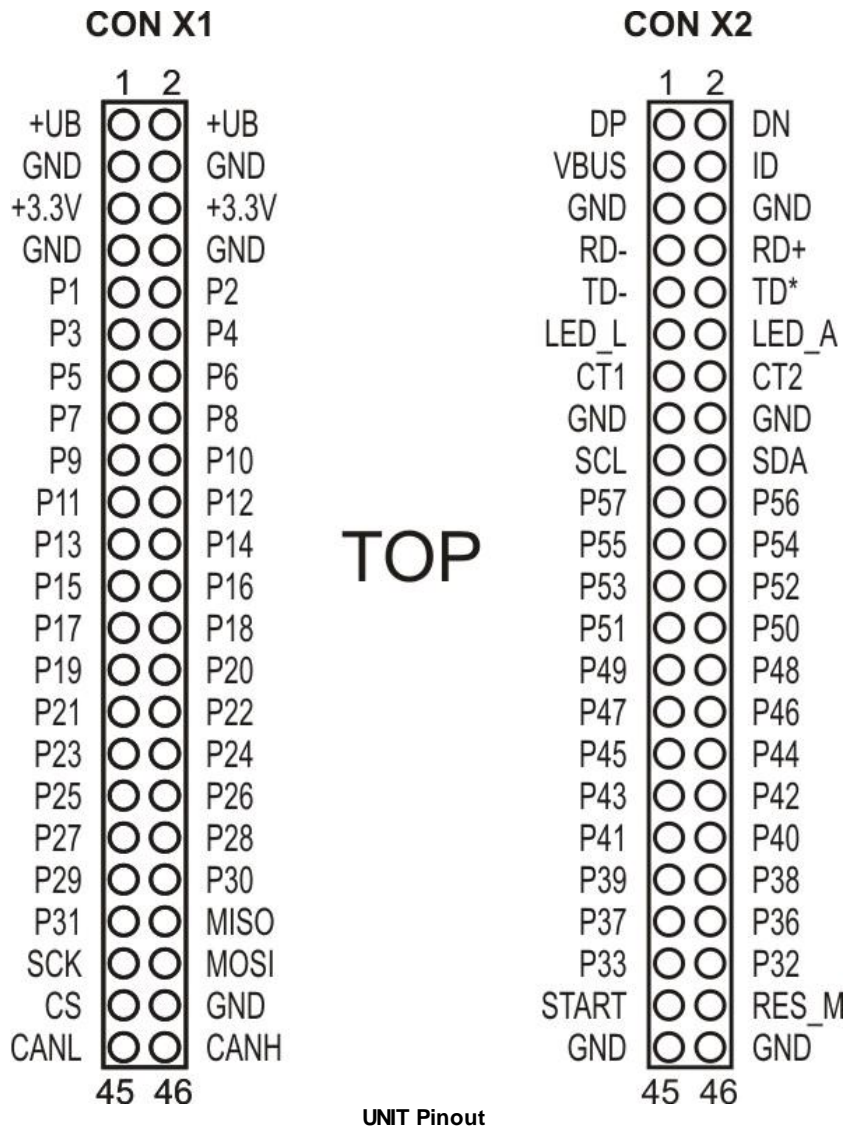 CON X1 CON X2
1 2 1 2
+UB +UB DP DN
GND GND VBUS ID
+3.3V +3.3V GND GND
GND GND RD- RD+
P1 P2 TD- TD*
P3 P4 LED_L LED_A
P5 P6 CT1 CT2
P7 P8 GND GND
P9 P10 SCL SDA
P11 P12 P57 P56
P13 P14 TOP P55 P54
P15 P16 P53 P52
P17 P18 P51 P50
P19 P20 P49 P48
P21 P22 P47 P46
P23 P24 P45 P44
P25 P26 P43 P42
P27 P28 P41 P40
P29 P30 P39 P38
P31 MISO P37 P36
SCK MOSI P33 P32
CS GND START RES_M
CANL CANH GND GND
45 46 45 46
UNIT Pinout